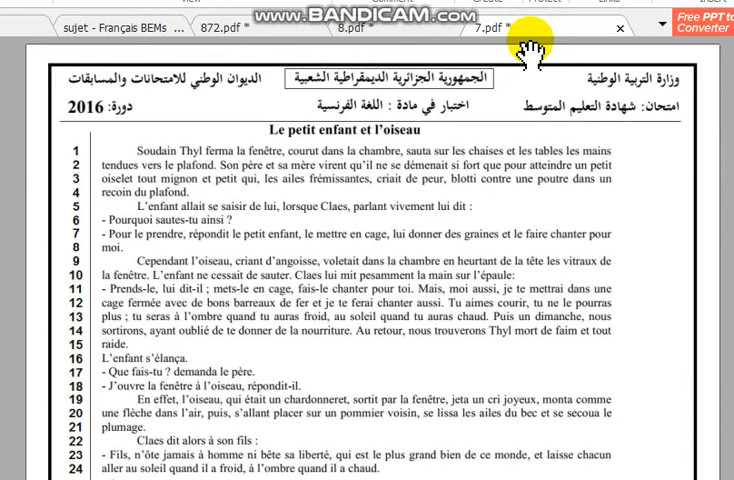 www.BANDICAM.com
sujet - Français BEMs ...
872.pdf *
8.pdf *
7.pdf *
×
Free PPT to
Converter
الديوان الوطني للامتحانات والمسابقات
الجمهورية الجزائرية الديمقراطية الشعبية
وزارة التربية الوطنية
دورة: 2016
اختبار في مادة : اللغة الفرنسية
امتحان: شهادة التعليم المتوسط
Le petit enfant et l'oiseau
1 Soudain Thyl ferma la fenêtre, courut dans la chambre, sauta sur les chaises et les tables les mains
2 tendues vers le plafond. Son père et sa mère virent qu'il ne se démenait si fort que pour atteindre un petit
3 oiselet tout mignon et petit qui, les ailes frémissantes, criait de peur, blotti contre une poutre dans un
4 recoin du plafond.
5 L'enfant allait se saisir de lui, lorsque Claes, parlant vivement lui dit :
6 - Pourquoi sautes-tu ainsi ?
7 - Pour le prendre, répondit le petit enfant, le mettre en cage, lui donner des graines et le faire chanter pour
8 moi.
9 Cependant l'oiseau, criant d'angoisse, voletait dans la chambre en heurtant de la tête les vitraux de
10 la fenêtre. L'enfant ne cessait de sauter. Claes lui mit pesamment la main sur l'épaule:
11 - Prends-le, lui dit-il ; mets-le en cage, fais-le chanter pour toi. Mais, moi aussi, je te mettrai dans une
12 cage fermée avec de bons barreaux de fer et je te ferai chanter aussi. Tu aimes courir, tu ne le pourras
13 plus ; tu seras à l'ombre quand tu auras froid, au soleil quand tu auras chaud. Puis un dimanche, nous
14 sortirons, ayant oublié de te donner de la nourriture. Au retour, nous trouverons Thyl mort de faim et tout
15 raide.
16 L'enfant s'élança.
17 - Que fais-tu ? demanda le père.
18 - J'ouvre la fenêtre à l'oiseau, répondit-il.
19 En effet, l'oiseau, qui était un chardonneret, sortit par la fenêtre, jeta un cri joyeux, monta comme
20 une flèche dans l'air, puis, s'allant placer sur un pommier voisin, se lissa les ailes du bec et se secoua le
21 plumage.
22 Claes dit alors à son fils :
23 - Fils, n'ôte jamais à homme ni bête sa liberté, qui est le plus grand bien de ce monde, et laisse chacun
24 aller au soleil quand il a froid, à l'ombre quand il a chaud.